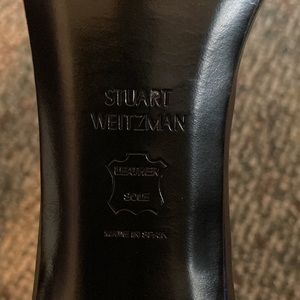 STUART
WEITZMAN
LEATHER
SOLE
MADE IN SPAIN